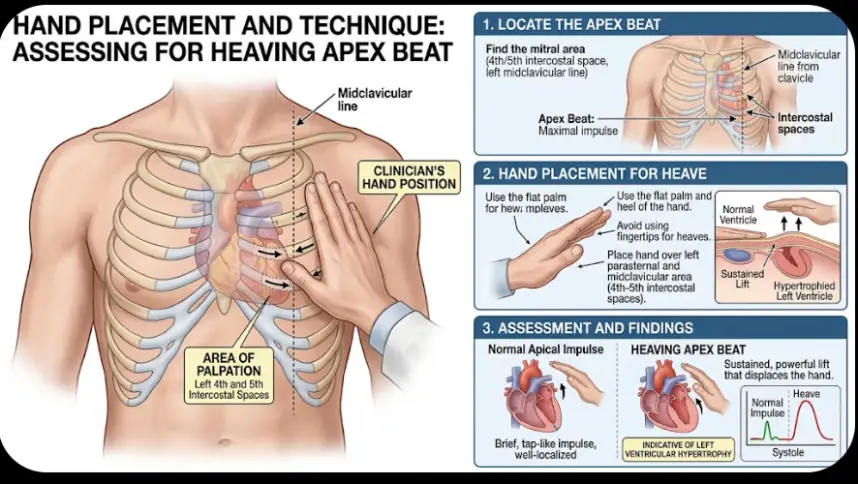 HAND PLACEMENT AND TECHNIQUE:
ASSESSING FOR HEAVING APEX BEAT
Midclavicular
line
CLINICIAN'S
HAND POSITION
AREA OF
PALPATION
Left 4th and 5th
Intercostal Spaces
1. LOCATE THE APEX BEAT
Find the mitral area
(4th/5th intercostal space,
left midclavicular line)
Apex Beat:
Maximal impulse
Midclavicular
line from
clavicle
Intercostal
spaces
2. HAND PLACEMENT FOR HEAVE
Use the flat palm
for hewı mpleves.
Use the flat palm and
heel of the hand.
Avoid using
fingertips for heaves.
Place hand over left
parasternal and
midclavicular area
(4th-5th intercostal
spaces).
Normal
Ventricle
Sustained
Lift
Hypertrophied
Left Ventricle
3. ASSESSMENT AND FINDINGS
Normal Apical Impulse
Brief, tap-like impulse,
well-localized
HEAVING APEX BEAT
Sustained, powerful lift
that displaces the hand.
INDICATIVE OF LEFT
VENTRICULAR HYPERTROPHY
Normal
Impulse
Heave
Systole